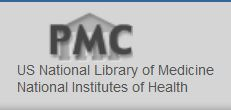 PMC
US National Library of Medicine
National Institutes of Health